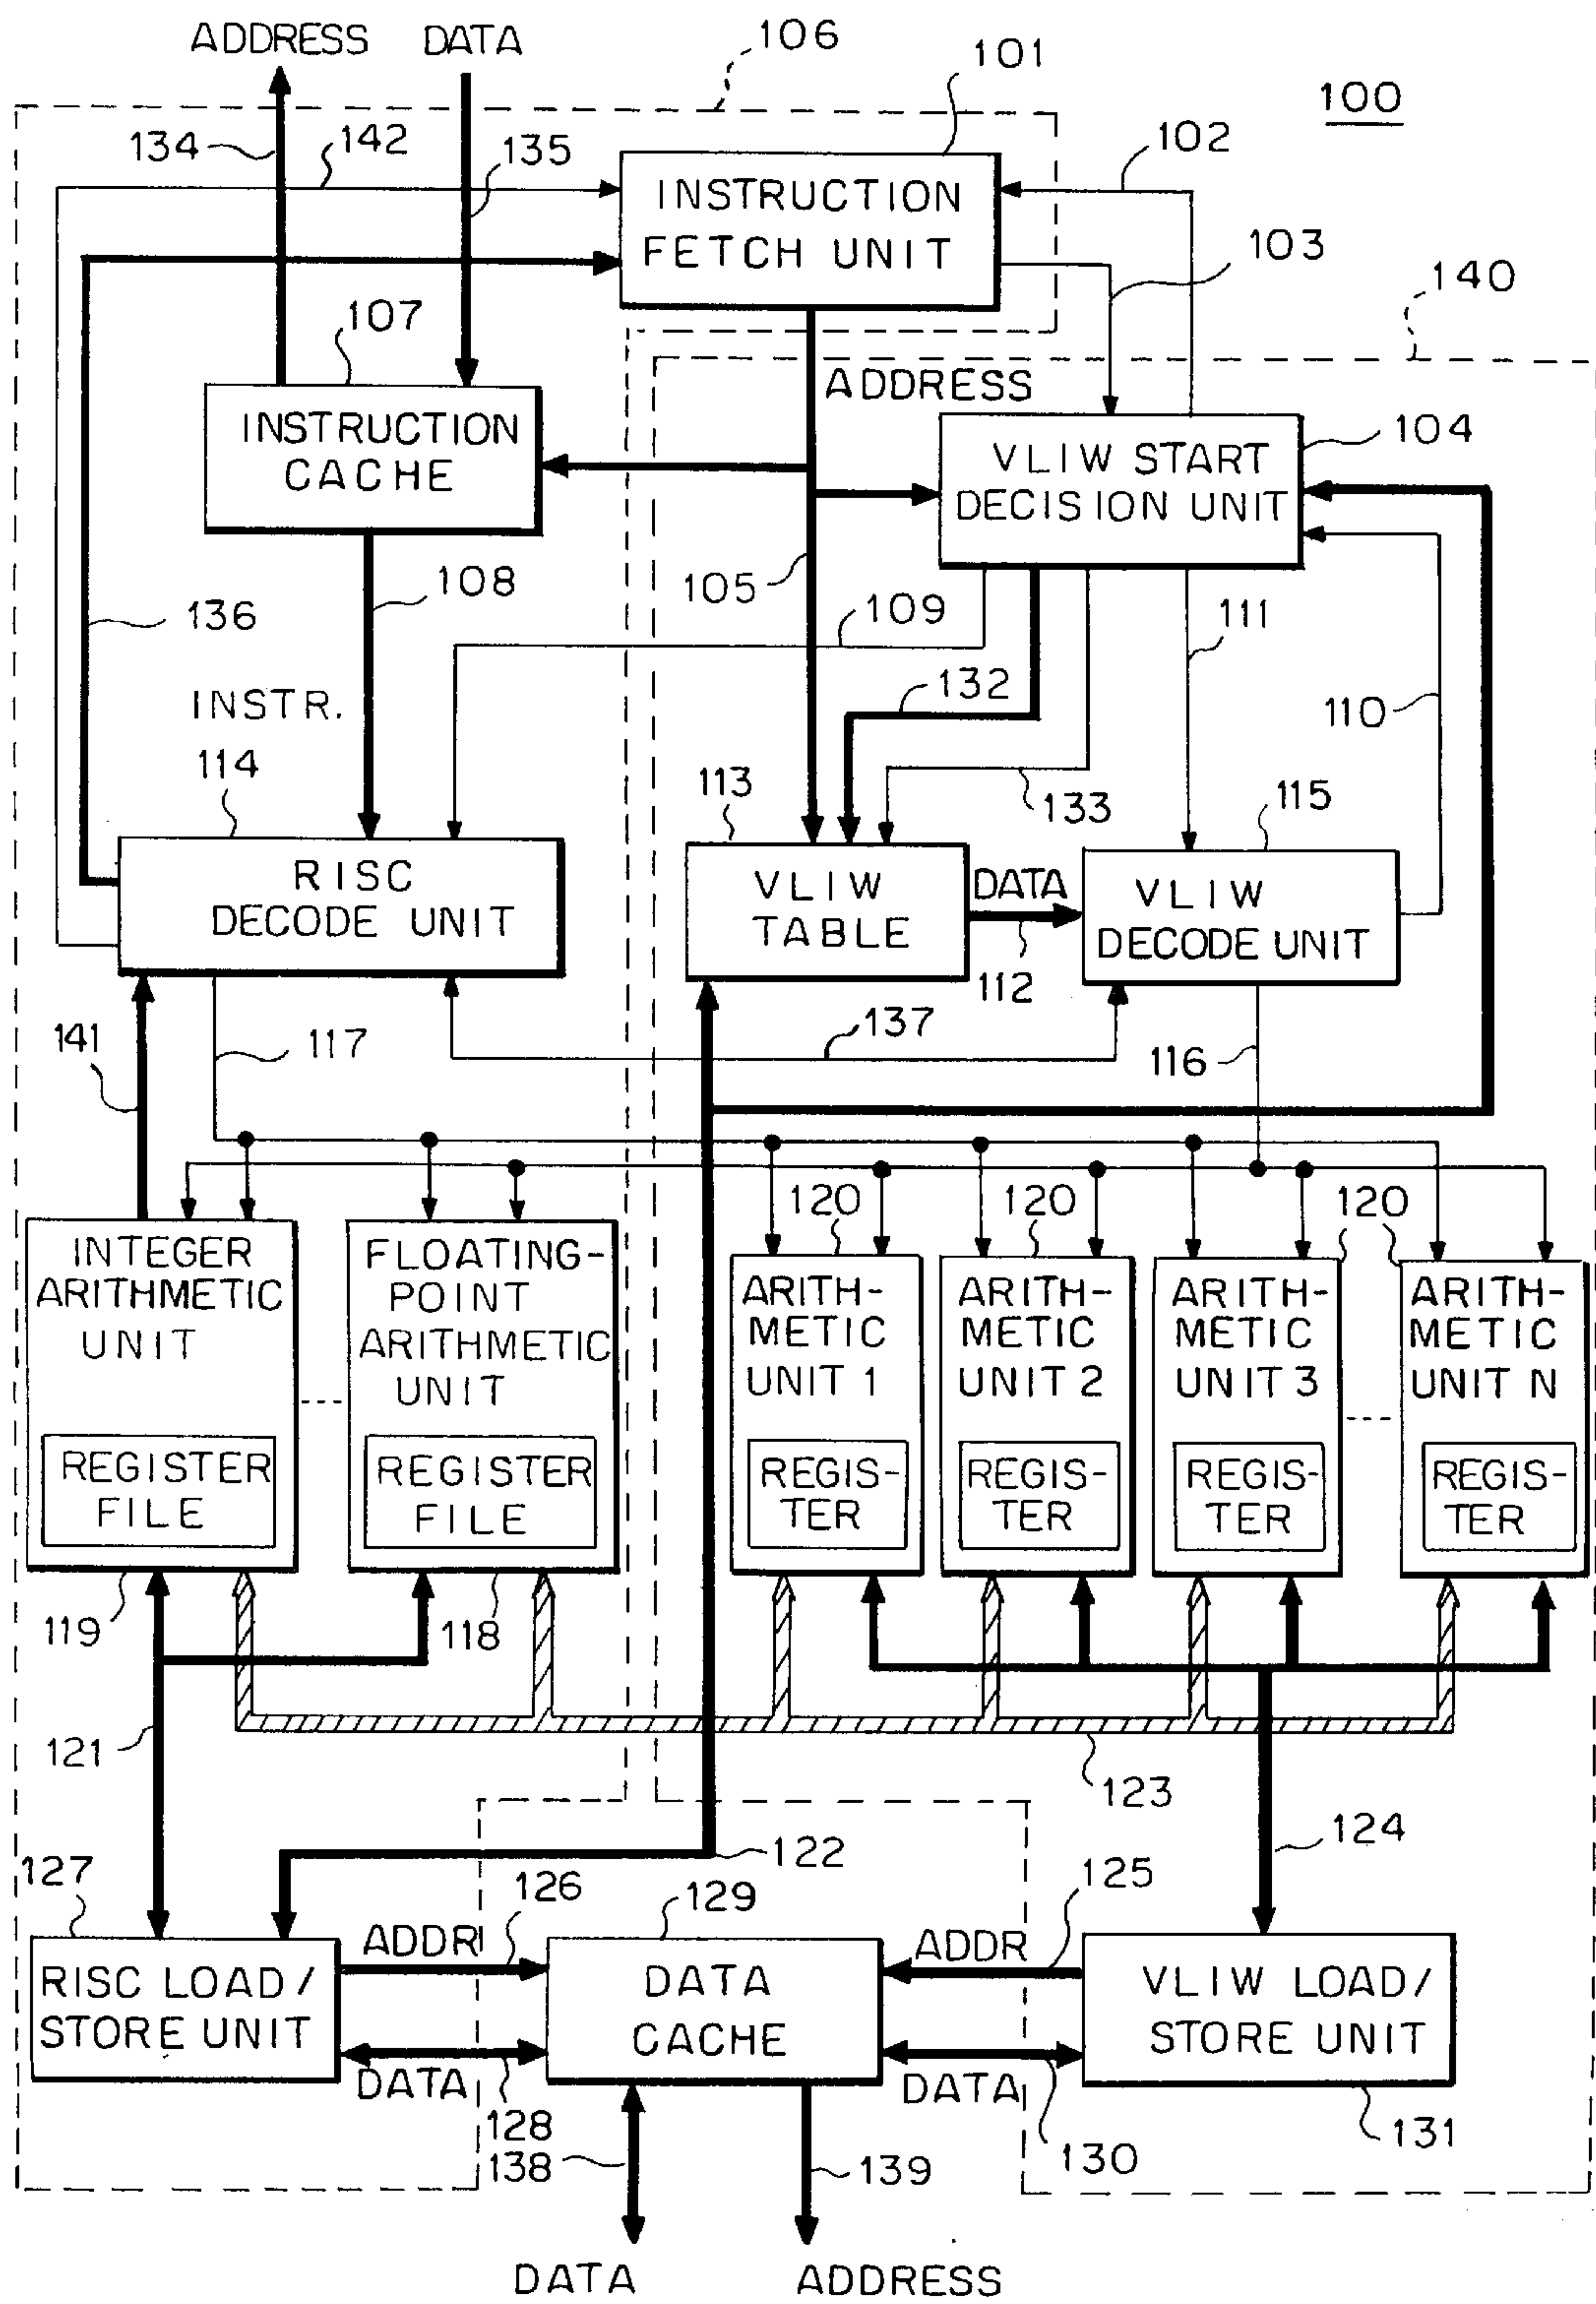 ADDRESS
DATA
106
101
100
134
142
135
102
INSTRUCTION
FETCH UNIT
103
140
107
ADDRESS
INSTRUCTION
CACHE
VLIW START
DECISION UNIT
104
108
105
109
111
136
132
110
INSTR.
114
113
133
115
RISC
DECODE UNIT
VLIW
TABLE
DATA
112
VLIW
DECODE UNIT
141
117
137
116
120
120
120
INTEGER
ARITHMETIC
UNIT
REGISTER
FILE
FLOATING-
POINT
ARITHMETIC
UNIT
REGISTER
FILE
ARITH-
METIC
UNIT 1
REGIS-
TER
ARITH-
METIC
UNIT 2
REGIS-
TER
ARITH-
METIC
UNIT 3
REGIS-
TER
ARITH-
METIC
UNIT N
REGIS-
TER
119
118
121
123
124
122
127
126
129
125
ADDR
ADDR
RISC LOAD/
STORE UNIT
DATA
CACHE
VLIW LOAD/
STORE UNIT
DATA
128
DATA
130
131
138
139
DATA
ADDRESS